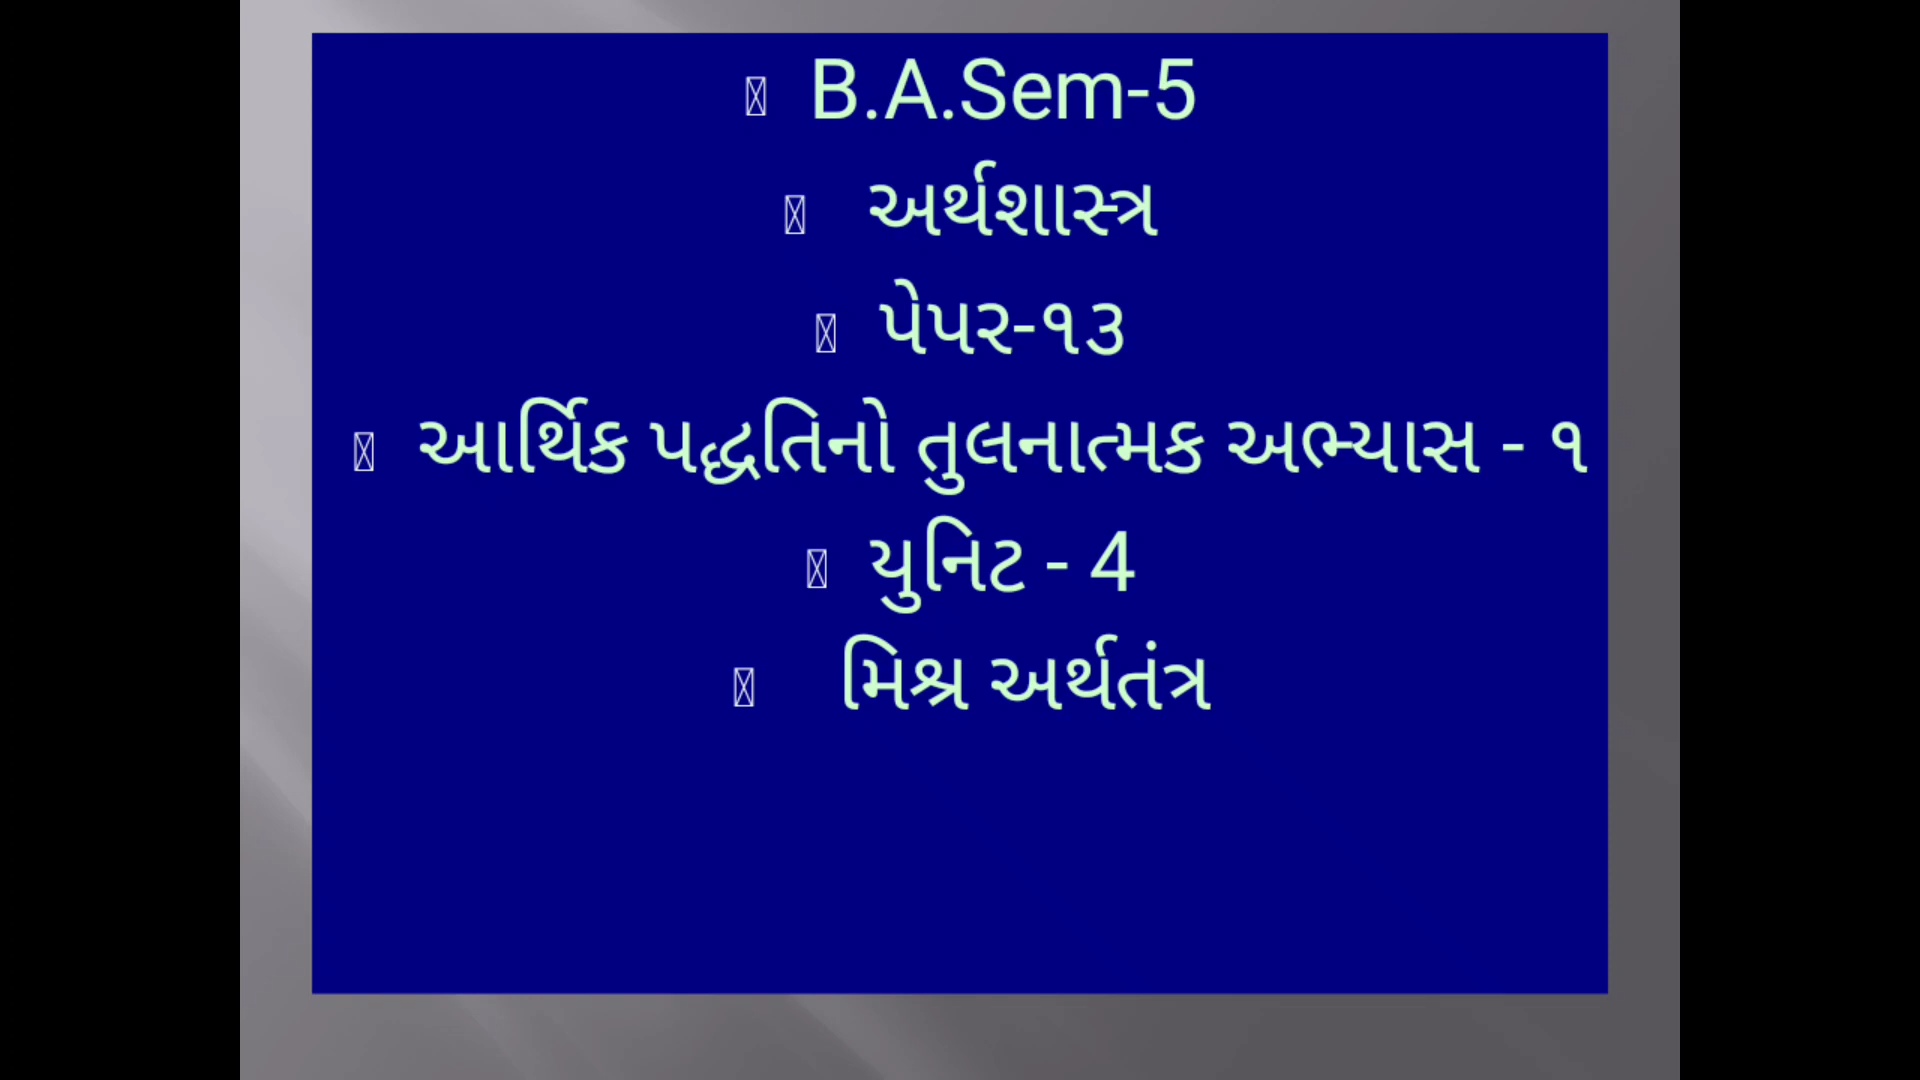 B.A.Sem-5
અર્થશાસ્ત્ર
પેપર-૧૩
આર્થિક પદ્ધતિનો તુલનાત્મક અભ્યાસ - ૧
યુનિટ - 4
મિશ્ર અર્થતંત્ર